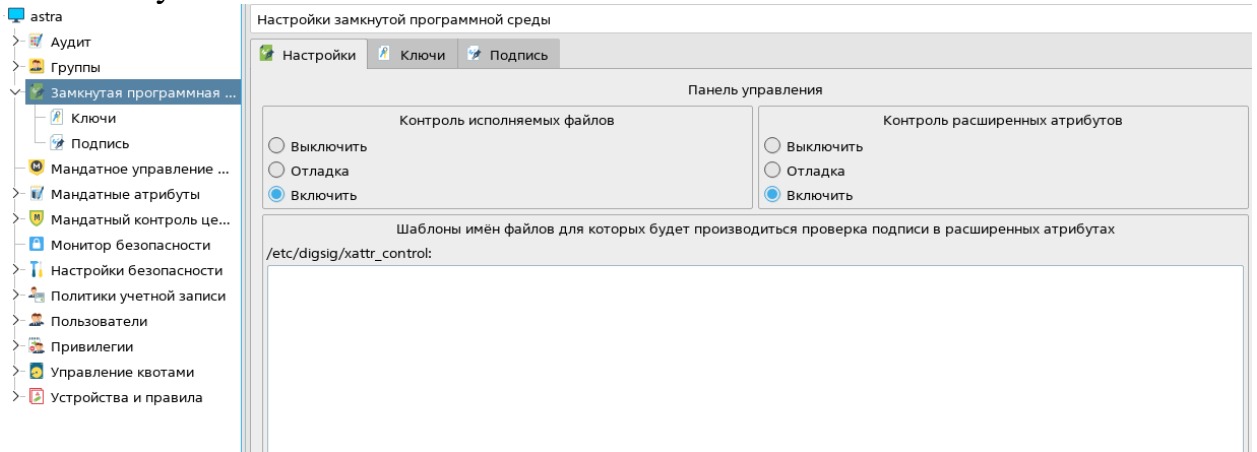 astra
Аудит
Группы
Замкнутая программная ...
Ключи
Подпись
Мандатное управление ...
Мандатные атрибуты
Мандатный контроль це...
Монитор безопасности
Настройки безопасности
Политики учетной записи
Пользователи
Привилегии
Управление квотами
Устройства и правила
Настройки замкнутой программной среды
Настройки Ключи Подпись
Панель управления
Контроль исполняемых файлов
Выключить
Отладка
Включить
Контроль расширенных атрибутов
Выключить
Отладка
Включить
Шаблоны имён файлов для которых будет производиться проверка подписи в расширенных атрибутах
/etc/digsig/xattr_control: